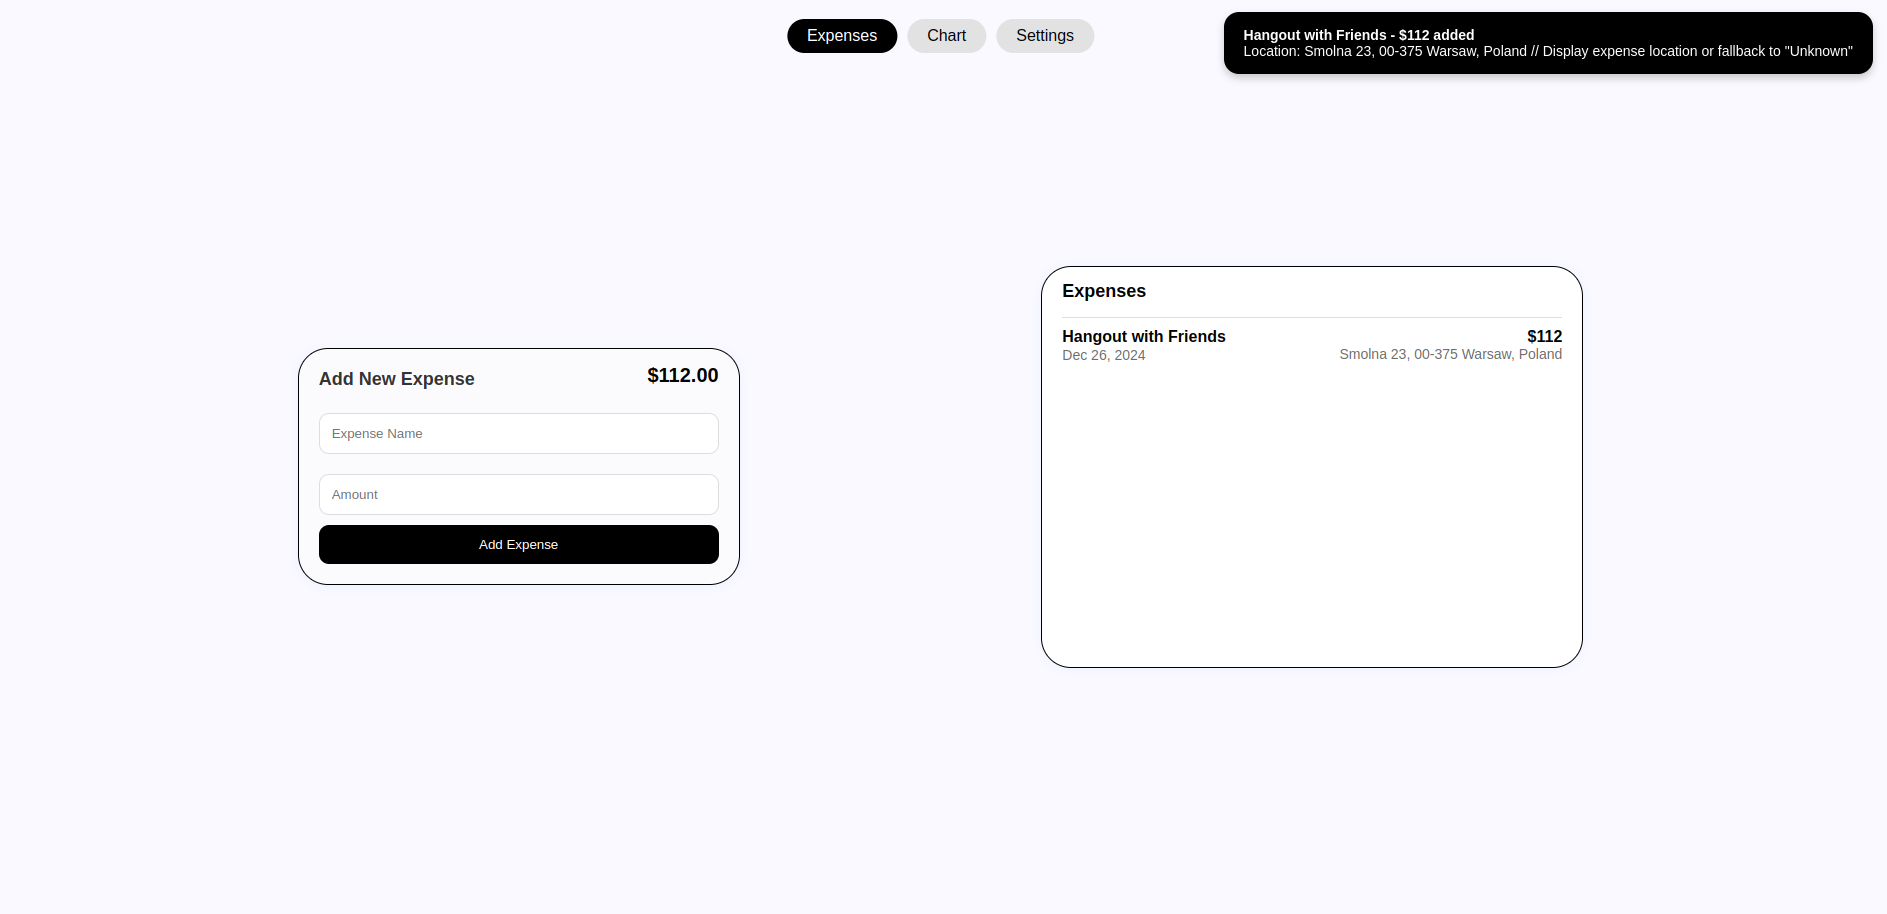 Expenses
Chart
Settings
Hangout with Friends - $112 added
Location: Smolna 23, 00-375 Warsaw, Poland // Display expense location or fallback to "Unknown"
Add New Expense
$112.00
Expense Name
Amount
Add Expense
Expenses
Hangout with Friends
$112
Dec 26, 2024
Smolna 23, 00-375 Warsaw, Poland